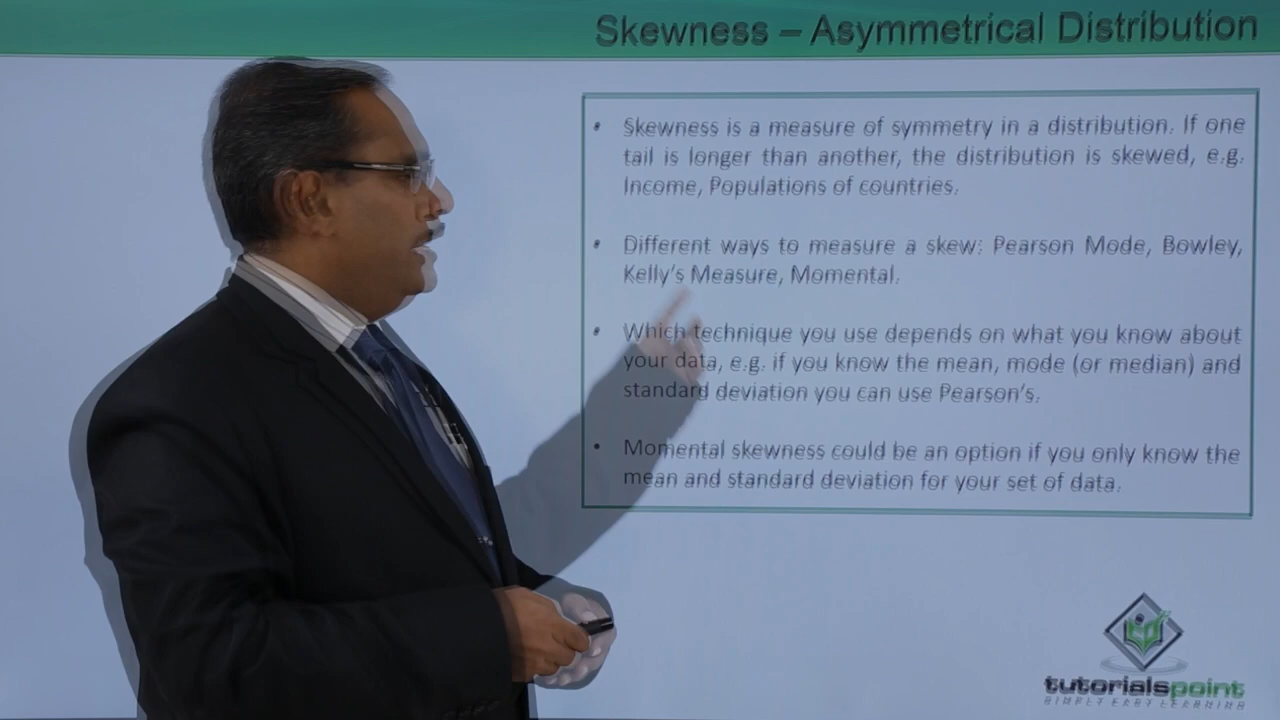 Skewness – Asymmetrical Distribution
• Skewness is a measure of symmetry in a distribution. If one
tail is longer than another, the distribution is skewed, e.g.
Income, Populations of countries.
• Different ways to measure a skew: Pearson Mode, Bowley,
Kelly's Measure, Momental.
• Which technique you use depends on what you know about
your data, e.g. if you know the mean, mode (or median) and
standard deviation you can use Pearson's.
• Momental skewness could be an option if you only know the
mean and standard deviation for your set of data.
tutorialspoint
SIMPLY EASY LEARNING